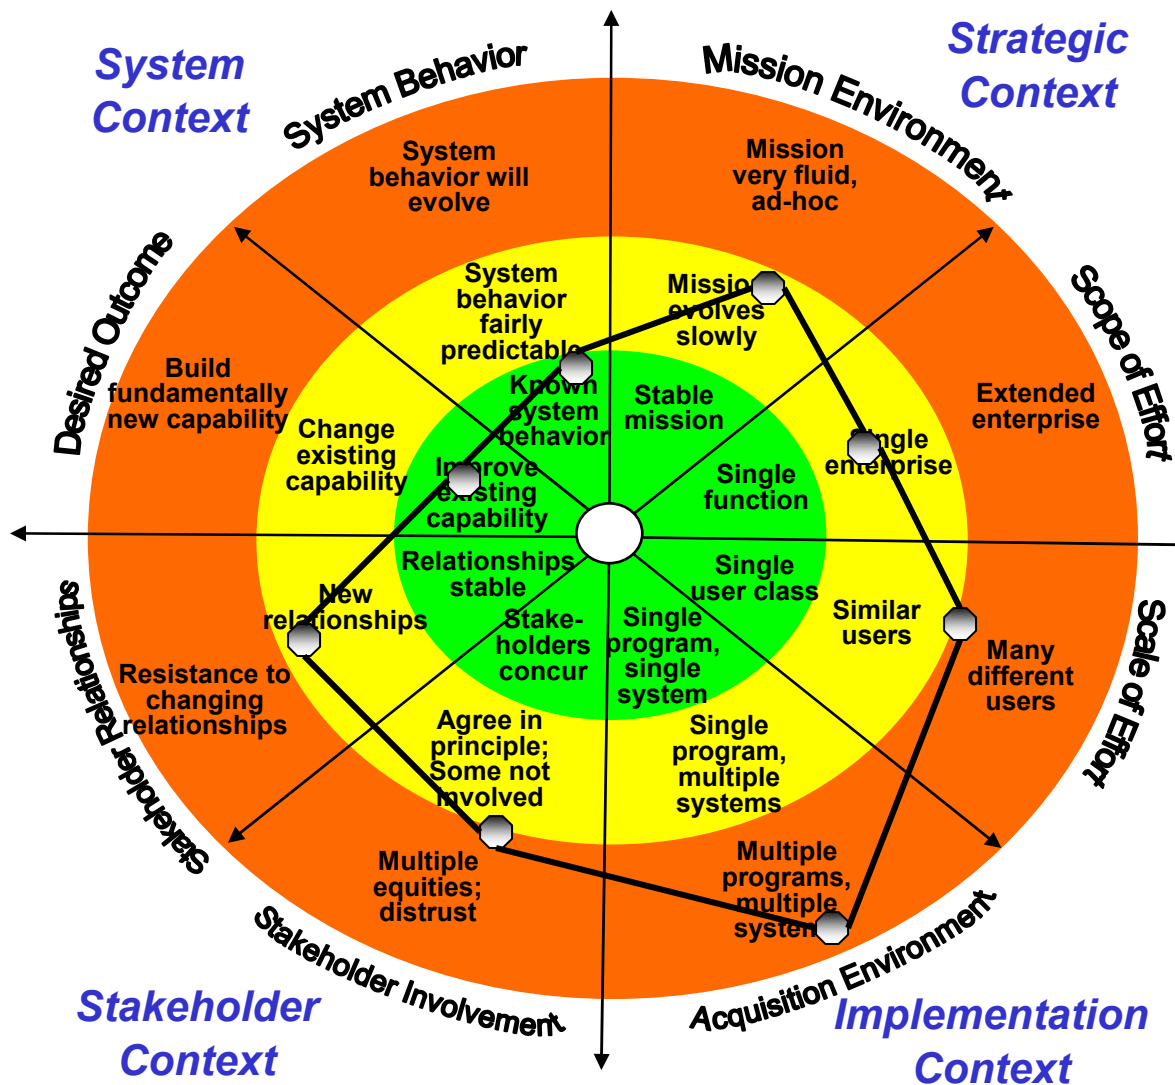 System
Context
Strategic
Context
System Behavior
Mission Environment
Desired Outcome
Scope of Effort
System
behavior will
evolve
Mission
very fluid,
ad-hoc
System
behavior
fairly
predictable
Mission
evolves
slowly
Build
fundamentally
new capability
Change
existing
capability
Known
system
behavior
Stable
mission
Extended
enterprise
Single
enterprise
Improve
existing
capability
Single
function
Relationships
stable
Single
user class
New
relationships
Stake-
holders
concur
Single
program,
single
system
Similar
users
Many
different
users
Resistance to
changing
relationships
Agree in
principle;
Some not
involved
Single
program,
multiple
systems
Multiple
equities;
distrust
Multiple
programs,
multiple
systems
Stakeholder Relationships
Scale of Effort
Stakeholder Involvement
Acquisition Environment
Stakeholder
Context
Implementation
Context